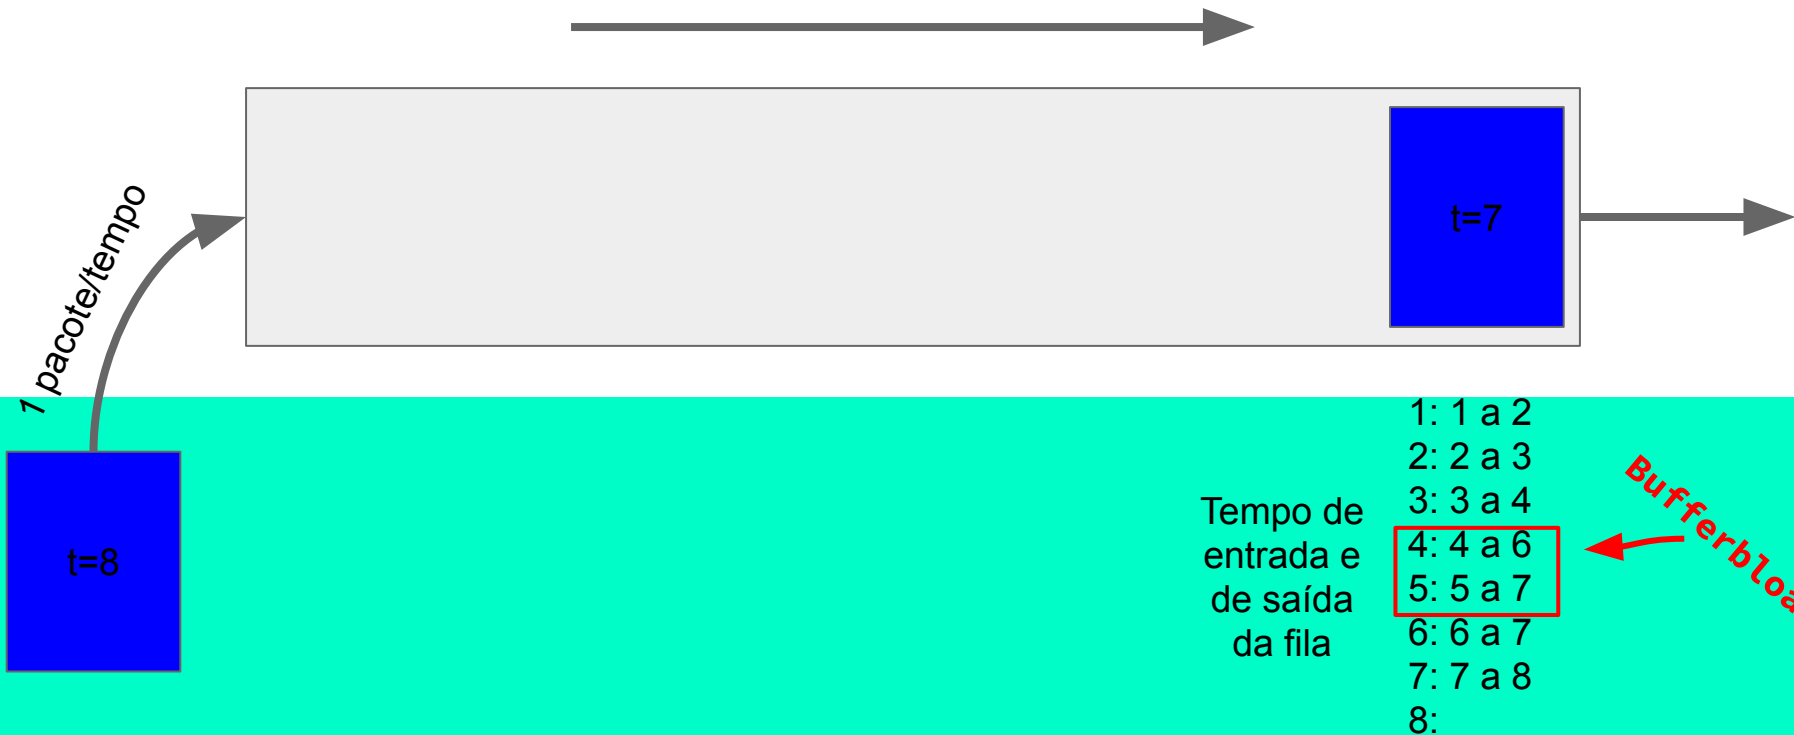 1 pacote/tempo
t=7
t=8
Tempo de
entrada e
de saída
da fila
1: 1 a 2
2: 2 a 3
3: 3 a 4
4: 4 a 6
5: 5 a 7
6: 6 a 7
7: 7 a 8
8:
Bufferbloa